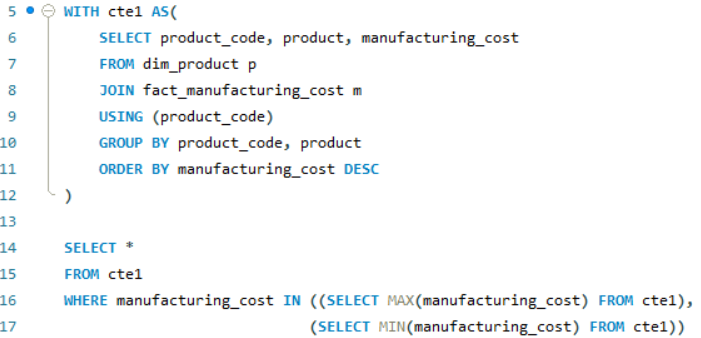 5 WITH cte1 AS(
6 SELECT product_code, product, manufacturing_cost
7 FROM dim_product p
8 JOIN fact_manufacturing_cost m
9 USING (product_code)
10 GROUP BY product_code, product
11 ORDER BY manufacturing_cost DESC
12 )
13
14 SELECT *
15 FROM cte1
16 WHERE manufacturing_cost IN ((SELECT MAX(manufacturing_cost) FROM cte1),
17 (SELECT MIN(manufacturing_cost) FROM cte1))